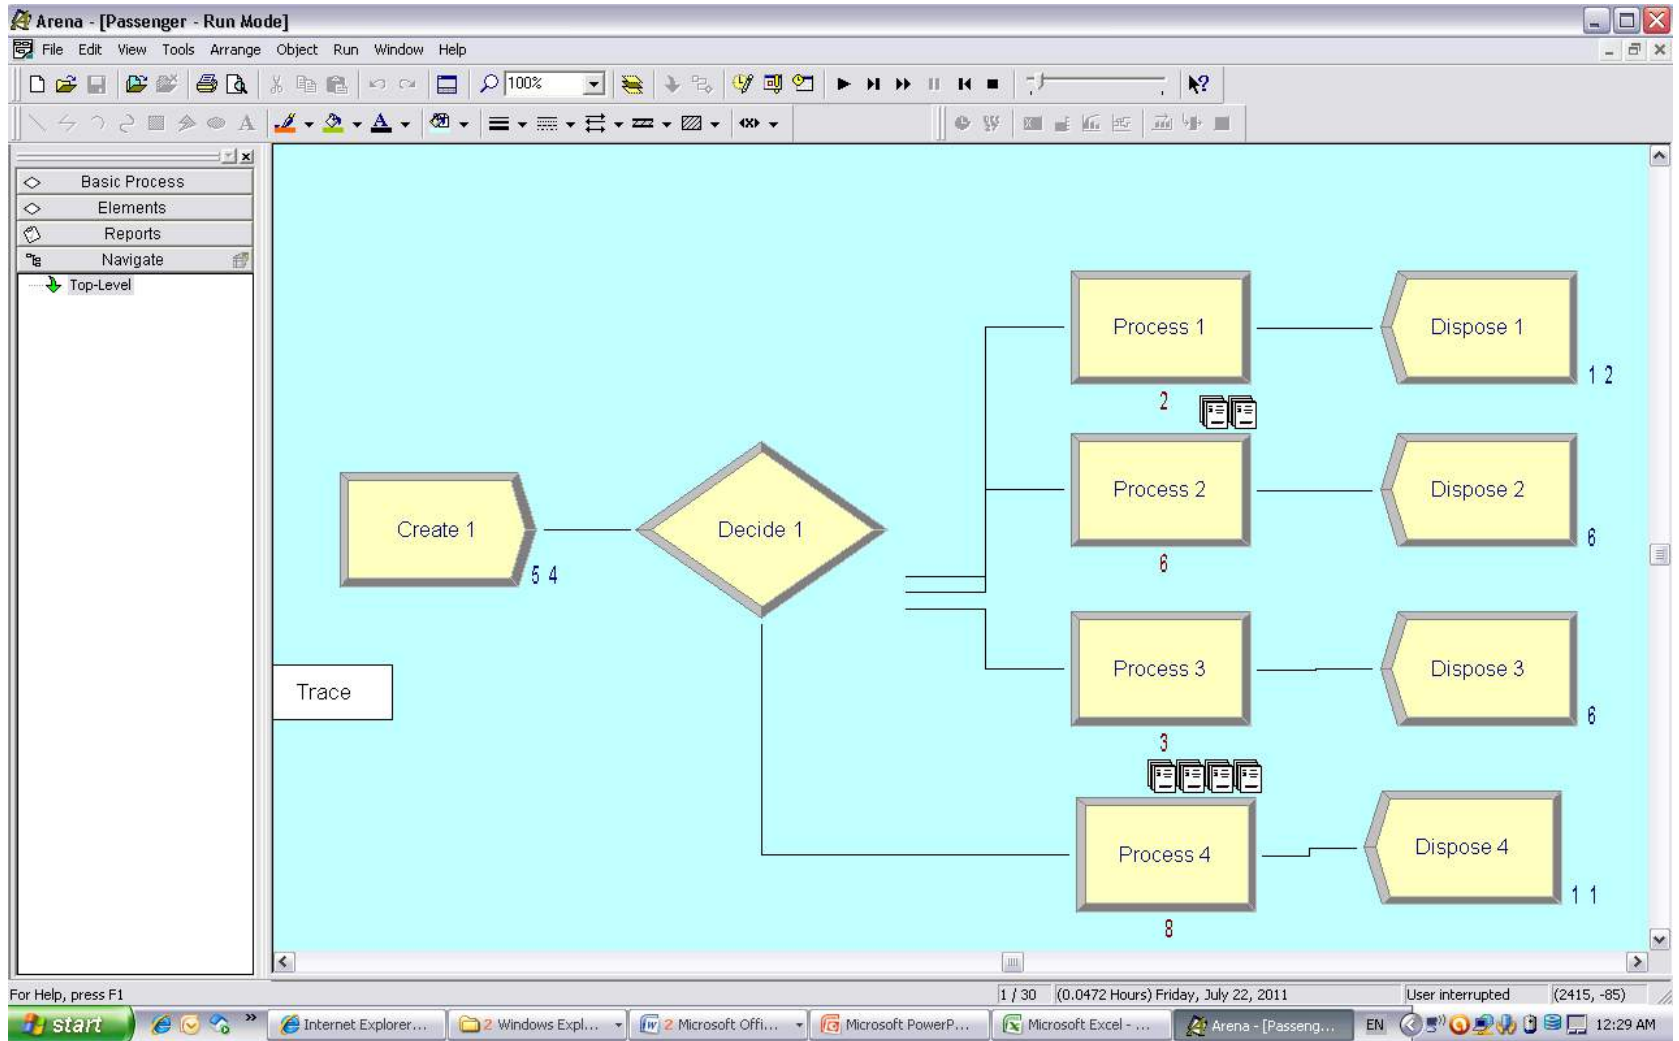 Arena - [Passenger - Run Mode]
File Edit View Tools Arrange Object Run Window Help
100%
Basic Process
Elements
Reports
Navigate
Top-Level
Process 1
Dispose 1
1 2
2
Process 2
Dispose 2
6
6
Create 1
5 4
Decide 1
Process 3
Dispose 3
6
3
Trace
Process 4
Dispose 4
1 1
8
For Help, press F1
1 / 30 (0.0472 Hours) Friday, July 22, 2011 User interrupted (2415, -85)
start Internet Explorer... 2 Windows Expl... 2 Microsoft Offi... Microsoft PowerP... Microsoft Excel - ... Arena - [Passeng... EN 12:29 AM